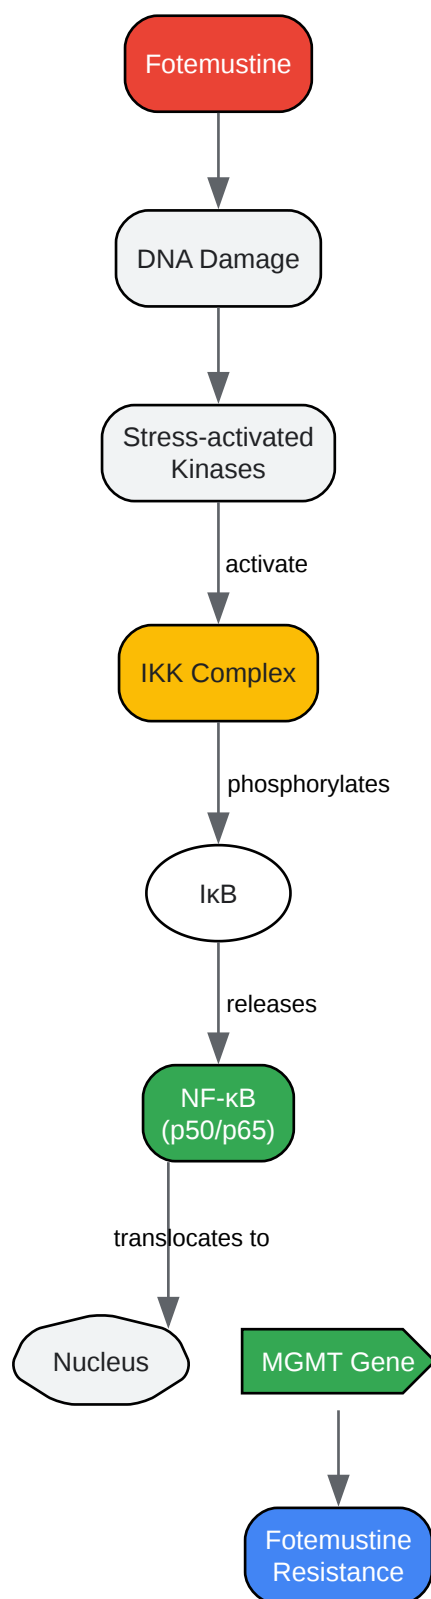 Fotemustine
DNA Damage
Stress-activated
Kinases
activate
IKK Complex
phosphorylates
IκB
releases
NF-κB
(p50/p65)
translocates to
Nucleus
MGMT Gene
Fotemustine
Resistance